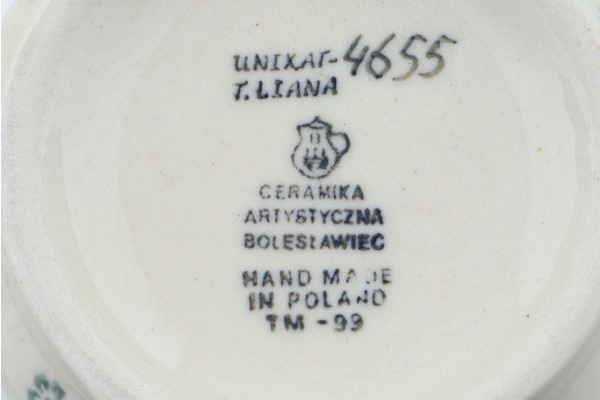 UNIKAT-4655
T. LIANA
B
CERAMIKA
ARTYSTYCZNA
BOLESŁAWIEC
HAND MADE
IN POLAND
TM - 99